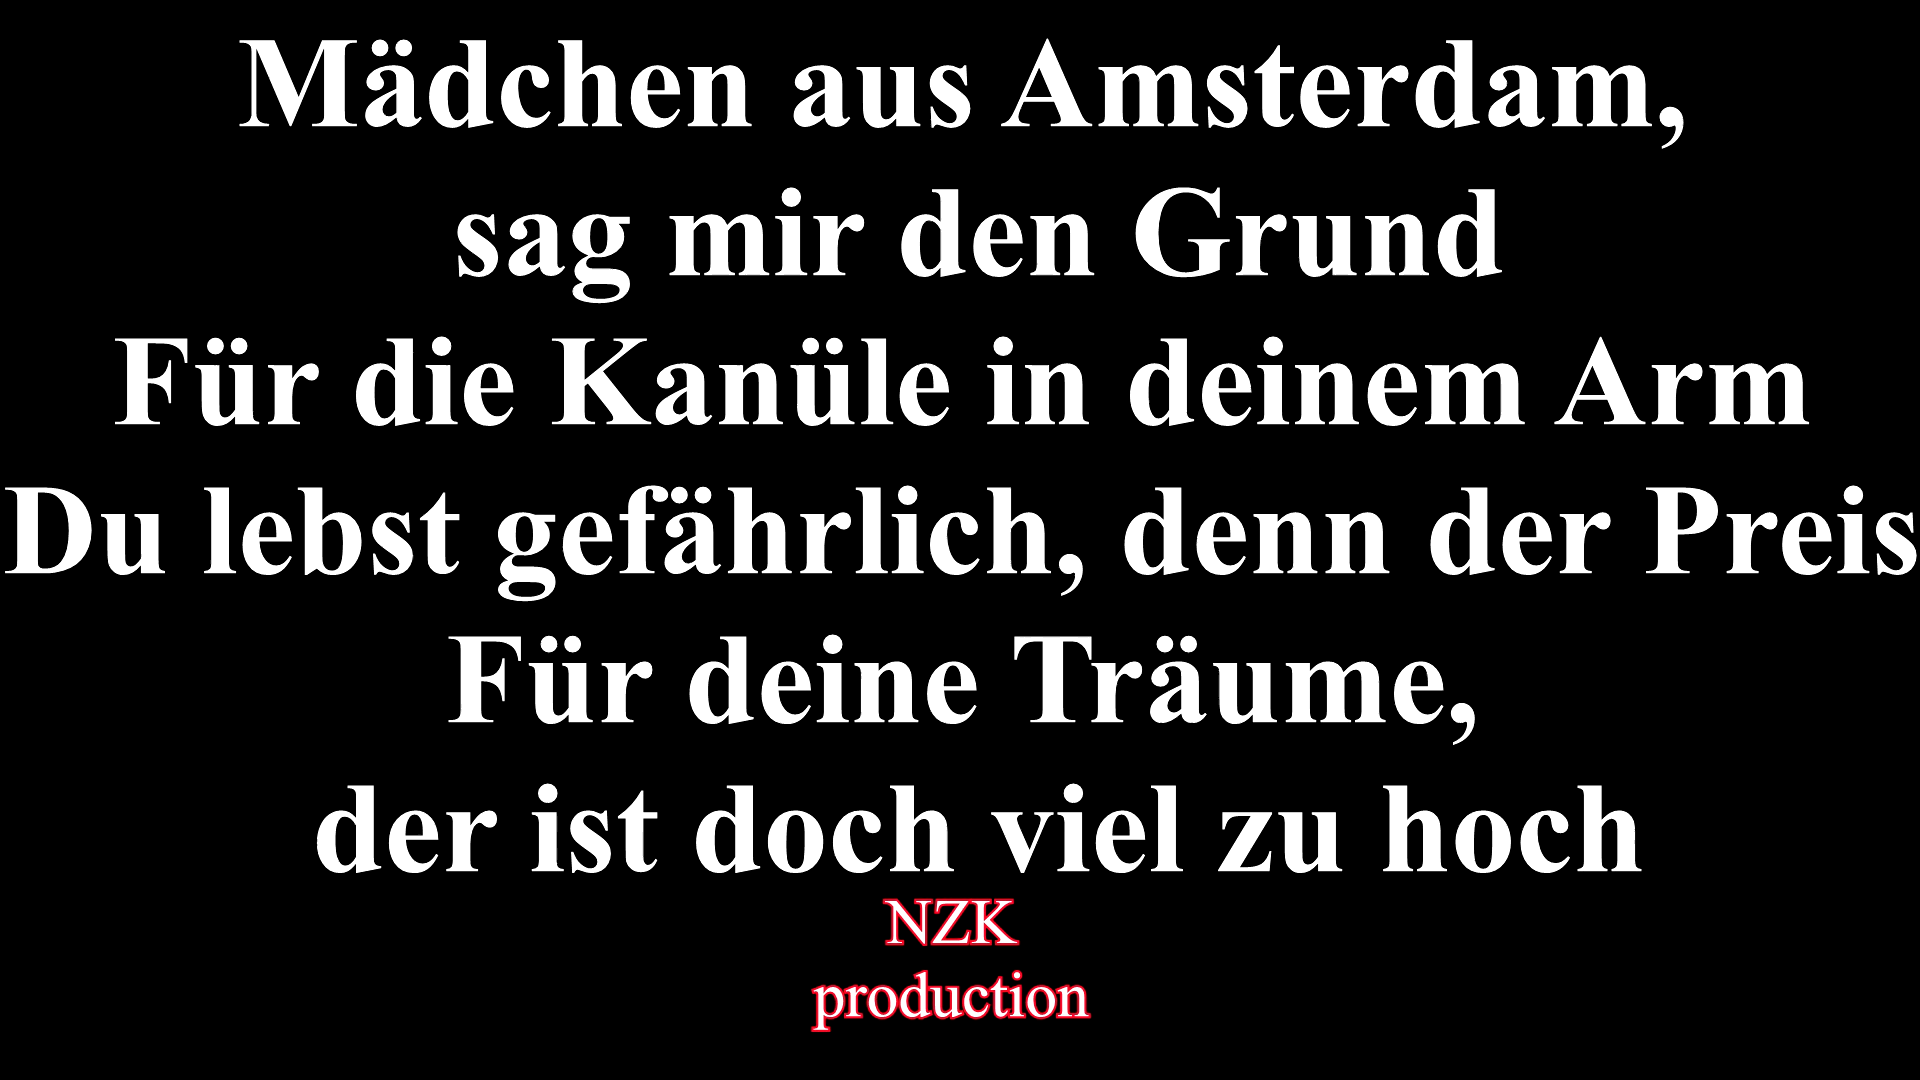 Mädchen aus Amsterdam,
sag mir den Grund
Für die Kanüle in deinem Arm
Du lebst gefährlich, denn der Preis
Für deine Träume,
der ist doch viel zu hoch
NZK
production